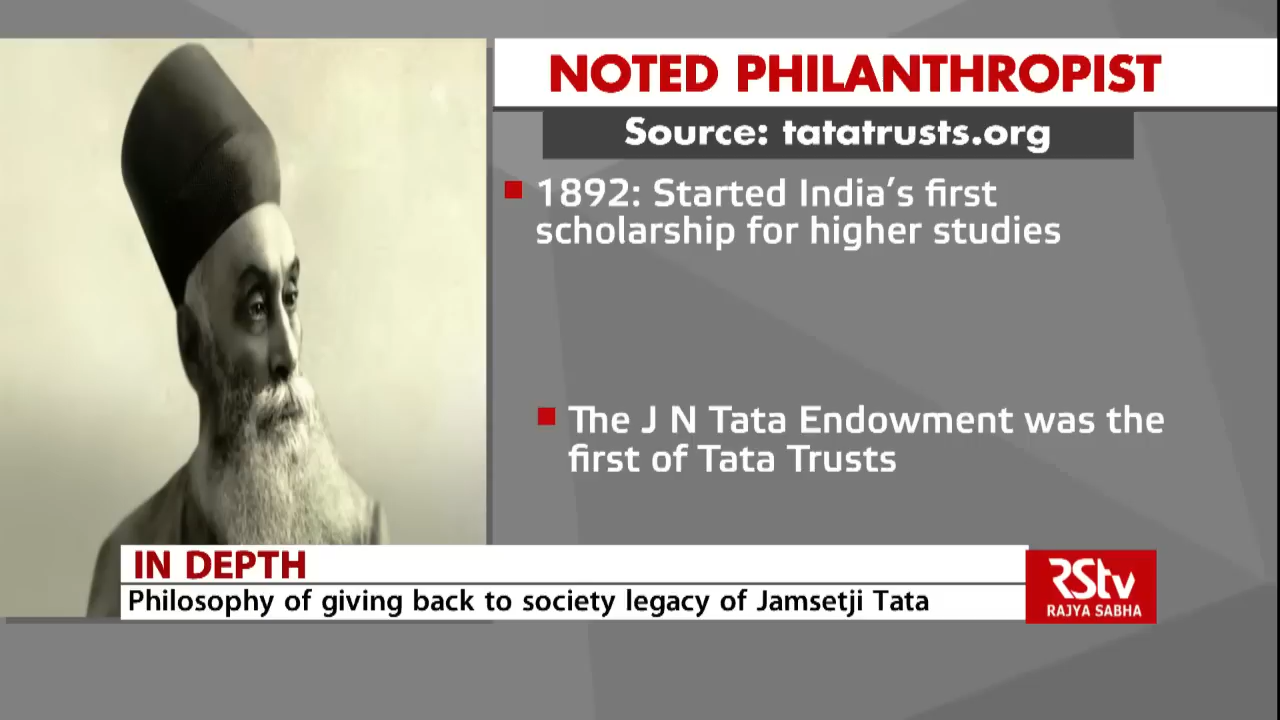 NOTED PHILANTHROPIST
Source: tatatrusts.org
1892: Started India's first
scholarship for higher studies
The J N Tata Endowment was the
first of Tata Trusts
IN DEPTH
Philosophy of giving back to society legacy of Jamsetji Tata
RSTV
RAJYA SABHA